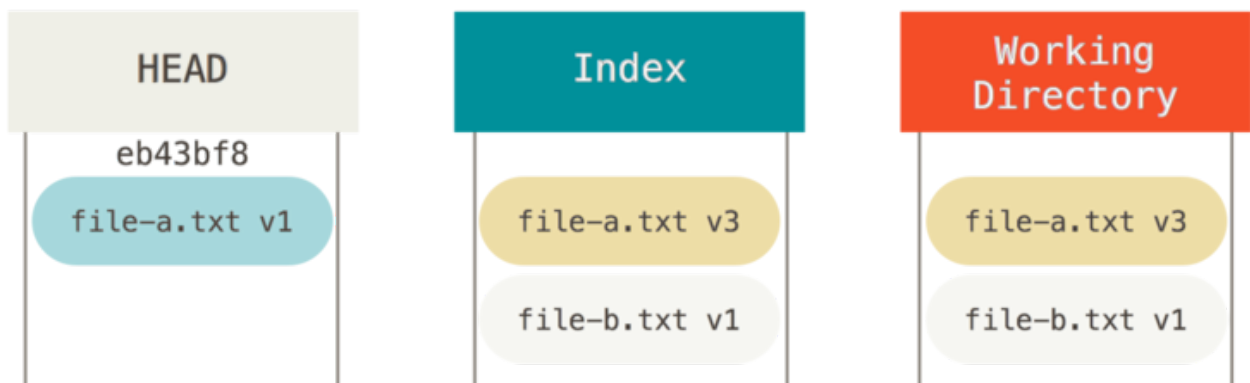 HEAD
Index
Working
Directory
eb43bf8
file-a.txt v1
file-a.txt v3
file-a.txt v3
file-b.txt v1
file-b.txt v1